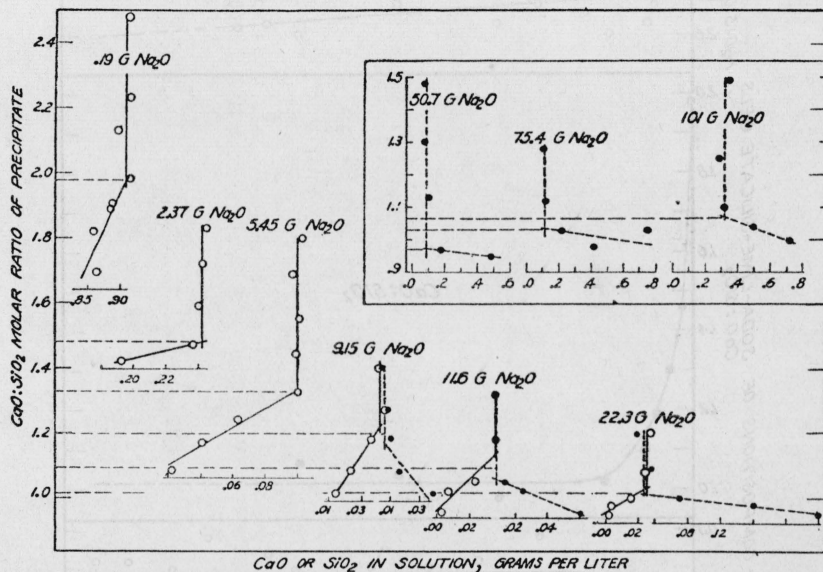 2.4
2.2
2.0
1.8
1.6
1.4
1.2
1.0
CaO:SiO2 MOLAR RATIO OF PRECIPITATE
.19 G Na2O
.85 .90
2.37 G Na2O
.20 .22
5.45 G Na2O
.06 .08
9.15 G Na2O
.01 .03 .01 .03
11.6 G Na2O
.00 .02 .02 .04
22.3 G Na2O
.00 .02 .08 .12
1.5
1.3
1.1
.9
50.7 G Na2O
75.4 G Na2O
101 G Na2O
.0 .2 .4 .6 .0 .2 .4 .6 .8 .0 .2 .4 .6 .8
CaO OR SiO2 IN SOLUTION, GRAMS PER LITER